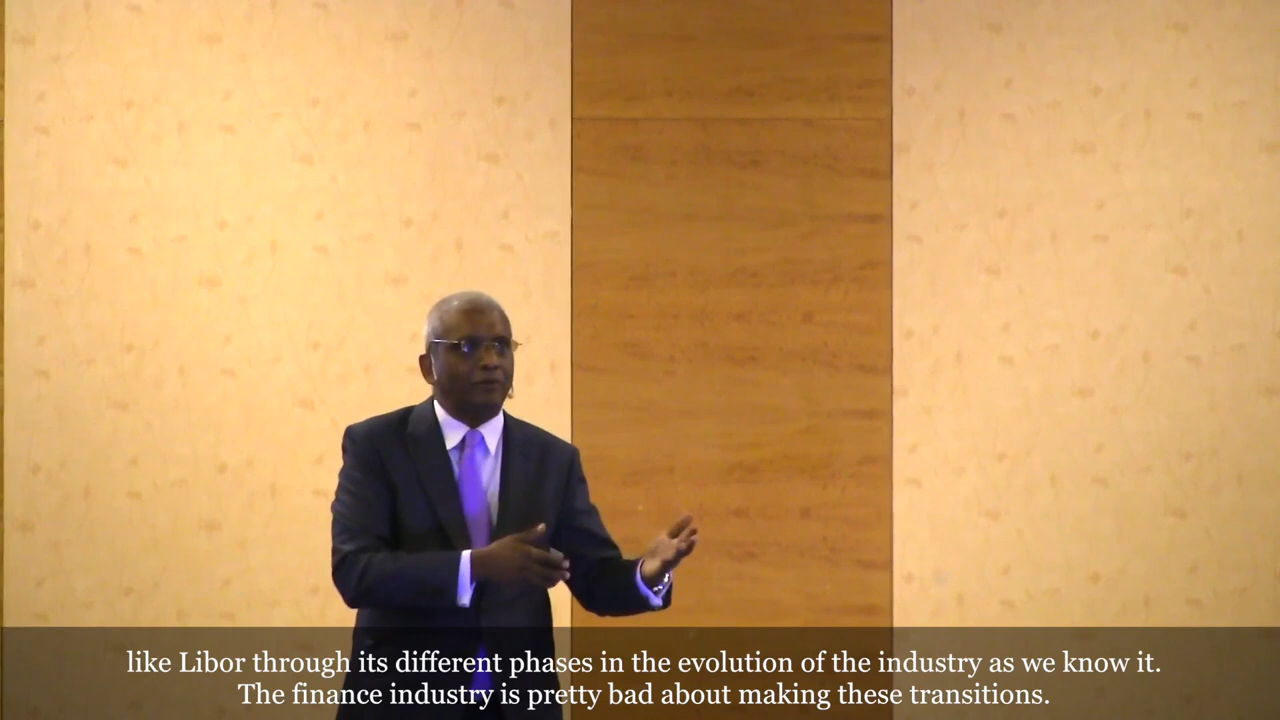 like Libor through its different phases in the evolution of the industry as we know it.
The finance industry is pretty bad about making these transitions.